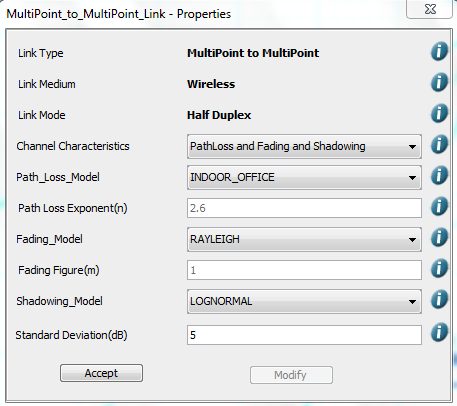 MultiPoint_to_MultiPoint_Link - Properties
Link Type MultiPoint to MultiPoint
Link Medium Wireless
Link Mode Half Duplex
Channel Characteristics PathLoss and Fading and Shadowing
Path_Loss_Model INDOOR_OFFICE
Path Loss Exponent(n) 2.6
Fading_Model RAYLEIGH
Fading Figure(m) 1
Shadowing_Model LOGNORMAL
Standard Deviation(dB) 5
Accept Modify